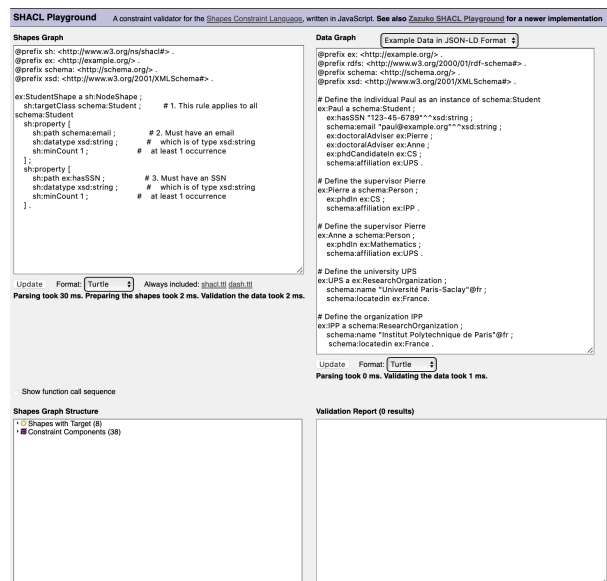 SHACL Playground
A constraint validator for the Shapes Constraint Language, written in JavaScript. See also Zazuko SHACL Playground for a newer implementation
Shapes Graph
@prefix sh: <http://www.w3.org/ns/shacl#> .
@prefix ex: <http://example.org/> .
@prefix schema: <http://schema.org/> .
@prefix xsd: <http://www.w3.org/2001/XMLSchema#> .
ex:StudentShape a sh:NodeShape ;
sh:targetClass schema:Student ; # 1. This rule applies to all
schema:Student
sh:property [
sh:path schema:email ; # 2. Must have an email
sh:datatype xsd:string ; # which is of type xsd:string
sh:minCount 1 ; # at least 1 occurrence
] ;
sh:property [
sh:path ex:hasSSN ; # 3. Must have an SSN
sh:datatype xsd:string ; # which is of type xsd:string
sh:minCount 1 ; # at least 1 occurrence
] .
Update Format: Turtle Always included: shacl.ttl dash.ttl
Parsing took 30 ms. Preparing the shapes took 2 ms. Validation the data took 2 ms.
Data Graph Example Data in JSON-LD Format
@prefix ex: <http://example.org/> .
@prefix rdfs: <http://www.w3.org/2000/01/rdf-schema#> .
@prefix schema: <http://schema.org/> .
@prefix xsd: <http://www.w3.org/2001/XMLSchema#> .
# Define the individual Paul as an instance of schema:Student
ex:Paul a schema:Student ;
ex:hasSSN "123-45-6789"^^xsd:string ;
schema:email "paul@example.org"^^xsd:string ;
ex:doctoralAdviser ex:Pierre ;
ex:doctoralAdviser ex:Anne ;
ex:phdCandidateIn ex:CS ;
schema:affiliation ex:UPS .
# Define the supervisor Pierre
ex:Pierre a schema:Person ;
ex:phdIn ex:CS ;
schema:affiliation ex:IPP .
# Define the supervisor Pierre
ex:Anne a schema:Person ;
ex:phdIn ex:Mathematics ;
schema:affiliation ex:UPS .
# Define the university UPS
ex:UPS a ex:ResearchOrganization ;
schema:name "Université Paris-Saclay"@fr ;
schema:locatedin ex:France.
# Define the organization IPP
ex:IPP a schema:ResearchOrganization ;
schema:name "Institut Polytechnique de Paris"@fr ;
schema:locatedin ex:France .
Update Format: Turtle
Parsing took 0 ms. Validating the data took 1 ms.
Show function call sequence
Shapes Graph Structure
Shapes with Target (8)
Constraint Components (38)
Validation Report (0 results)